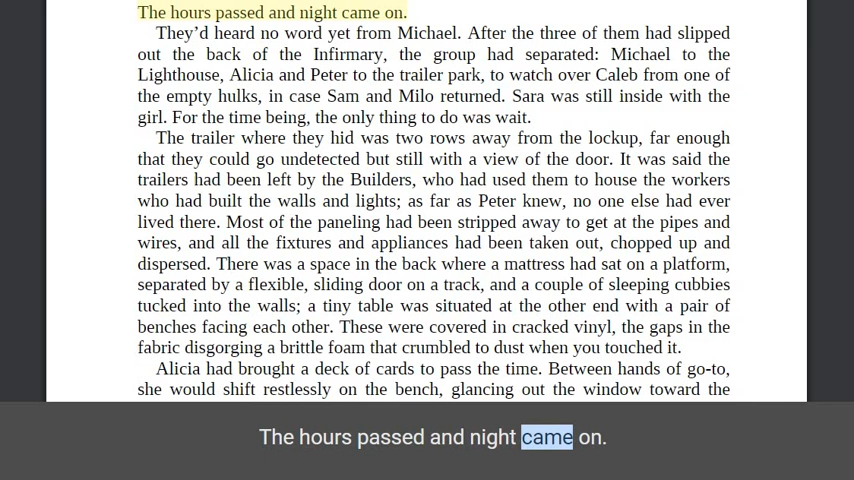 The hours passed and night came on.
They’d heard no word yet from Michael. After the three of them had slipped
out the back of the Infirmary, the group had separated: Michael to the
Lighthouse, Alicia and Peter to the trailer park, to watch over Caleb from one of
the empty hulks, in case Sam and Milo returned. Sara was still inside with the
girl. For the time being, the only thing to do was wait.
The trailer where they hid was two rows away from the lockup, far enough
that they could go undetected but still with a view of the door. It was said the
trailers had been left by the Builders, who had used them to house the workers
who had built the walls and lights; as far as Peter knew, no one else had ever
lived there. Most of the paneling had been stripped away to get at the pipes and
wires, and all the fixtures and appliances had been taken out, chopped up and
dispersed. There was a space in the back where a mattress had sat on a platform,
separated by a flexible, sliding door on a track, and a couple of sleeping cubbies
tucked into the walls; a tiny table was situated at the other end with a pair of
benches facing each other. These were covered in cracked vinyl, the gaps in the
fabric disgorging a brittle foam that crumbled to dust when you touched it.
Alicia had brought a deck of cards to pass the time. Between hands of go-to,
she would shift restlessly on the bench, glancing out the window toward the
The hours passed and night came on.